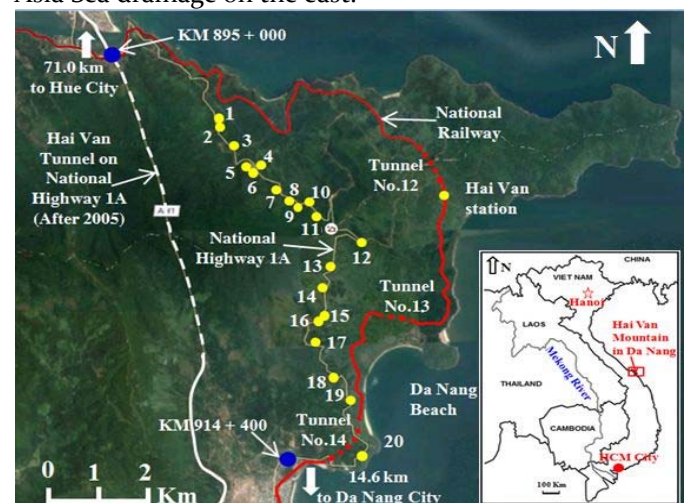 Asia Sea drainage on the east.
KM 895 + 000
N
71.0 km
to Hue City
National
Railway
1
2
3
4
5
6
7
8
9
10
11
12
13
14
15
16
17
18
19
20
Hai Van
Tunnel on
National
Highway 1A
(After 2005)
Tunnel
No.12
Hai Van
station
National
Highway 1A
Tunnel
No.13
Da Nang
Beach
KM 914 + 400
Tunnel
No.14
14.6 km
to Da Nang City
0 1 2
Km
N
CHINA
VIET NAM
Hanoi
LAOS
Hai Van
Mountain
in Da Nang
Mekong River
THAILAND
CAMBODIA
HCM City
100 Km